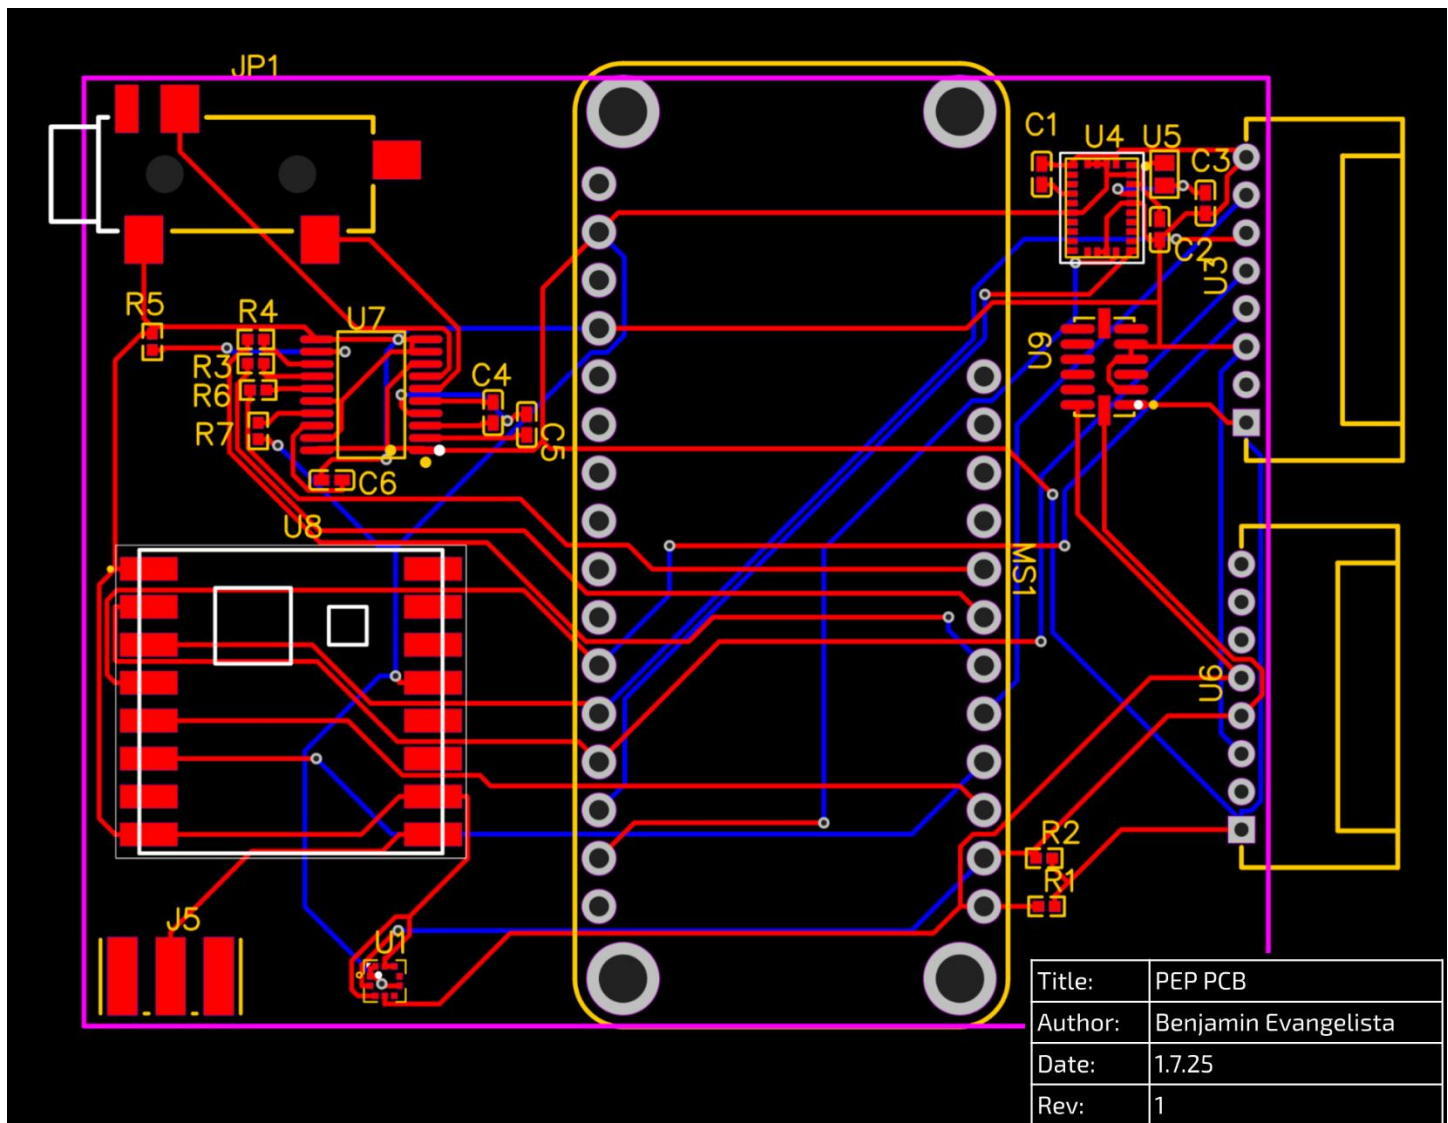 JP1
C1
U4
U5
C3
C2
U3
R5
R4
U7
R3
R6
R7
C4
C5
C6
U9
U8
MS1
U6
R2
R1
J5
U1
Title: PEP PCB
Author: Benjamin Evangelista
Date: 1.7.25
Rev: 1